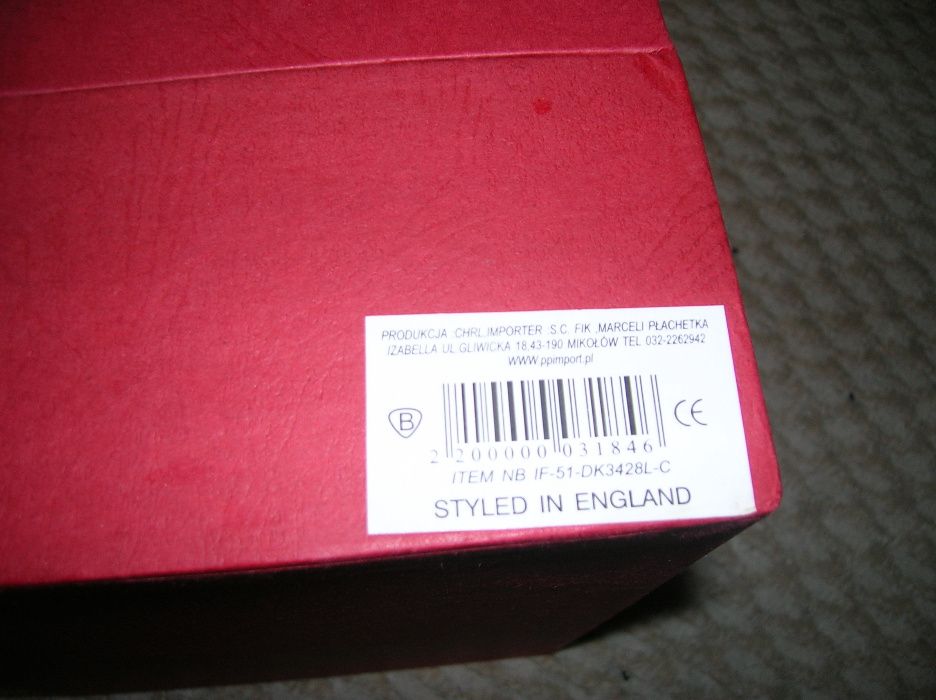 PRODUKCJA :CHRL.IMPORTER :S.C. FIK ,MARCELI PŁACHETKA
IZABELLA UL:GLIWICKA 18.43-190 MIKOŁÓW TEL 032-2262942
WWW.ppimport.pl
B
CE
2 200000 031846
ITEM NB IF-51-DK3428L-C
STYLED IN ENGLAND